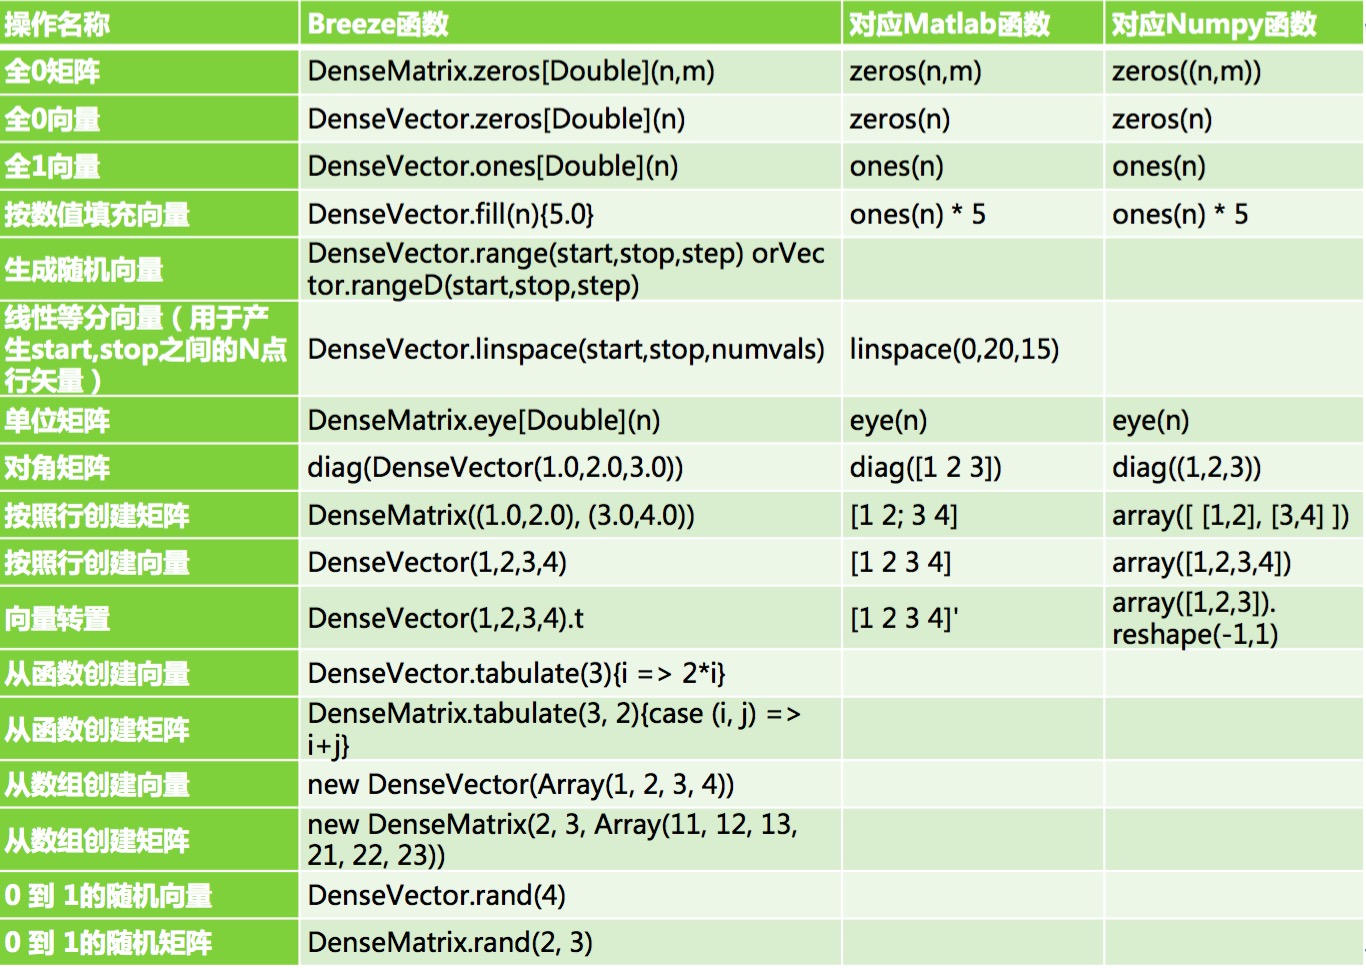 操作名称 Breeze函数 对应Matlab函数 对应Numpy函数
全0矩阵 DenseMatrix.zeros[Double](n,m) zeros(n,m) zeros((n,m))
全0向量 DenseVector.zeros[Double](n) zeros(n) zeros(n)
全1向量 DenseVector.ones[Double](n) ones(n) ones(n)
按数值填充向量 DenseVector.fill(n){5.0} ones(n) * 5 ones(n) * 5
生成随机向量 DenseVector.range(start,stop,step) orVec
tor.rangeD(start,stop,step)
线性等分向量（用于产
生start,stop之间的N点
行矢量） DenseVector.linspace(start,stop,numvals) linspace(0,20,15)
单位矩阵 DenseMatrix.eye[Double](n) eye(n) eye(n)
对角矩阵 diag(DenseVector(1.0,2.0,3.0)) diag([1 2 3]) diag((1,2,3))
按照行创建矩阵 DenseMatrix((1.0,2.0), (3.0,4.0)) [1 2; 3 4] array([ [1,2], [3,4] ])
按照行创建向量 DenseVector(1,2,3,4) [1 2 3 4] array([1,2,3,4])
向量转置 DenseVector(1,2,3,4).t [1 2 3 4]' array([1,2,3]).
reshape(-1,1)
从函数创建向量 DenseVector.tabulate(3){i => 2*i}
从函数创建矩阵 DenseMatrix.tabulate(3, 2){case (i, j) =>
i+j}
从数组创建向量 new DenseVector(Array(1, 2, 3, 4))
从数组创建矩阵 new DenseMatrix(2, 3, Array(11, 12, 13,
21, 22, 23))
0 到 1的随机向量 DenseVector.rand(4)
0 到 1的随机矩阵 DenseMatrix.rand(2, 3)